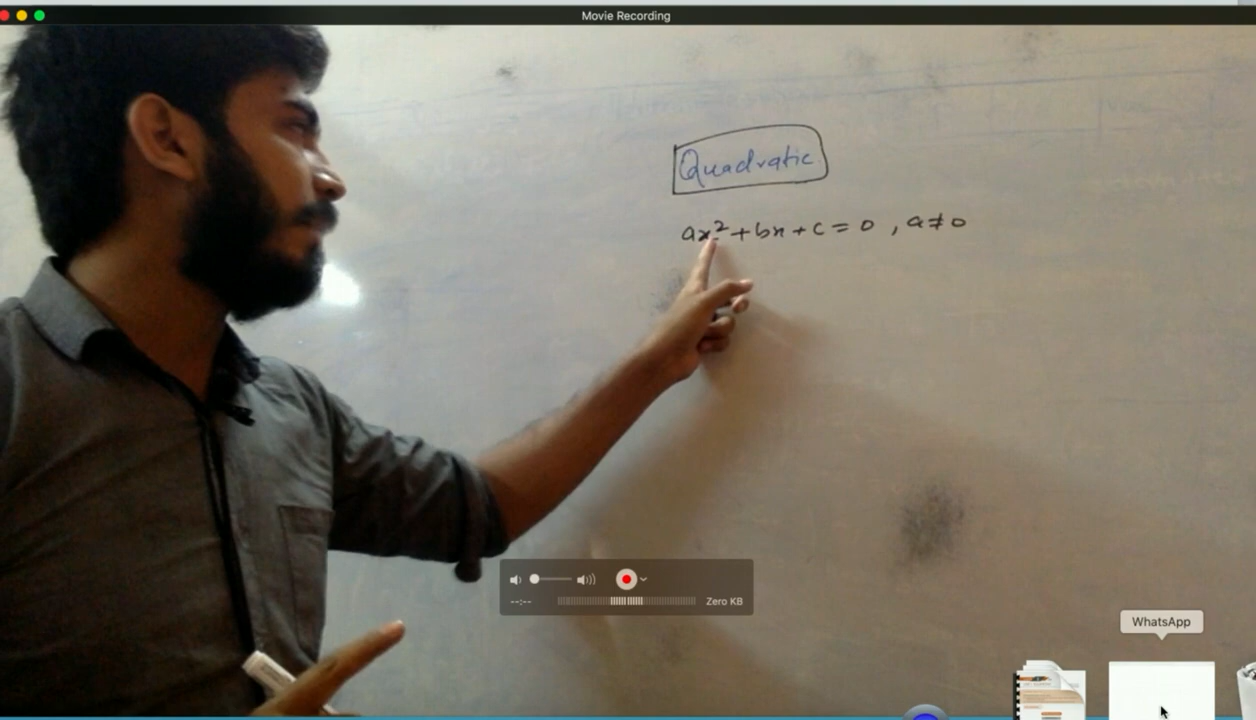 Movie Recording
Quadratic
ax²+bx+c=0, a≠0
--:--
Zero KB
WhatsApp